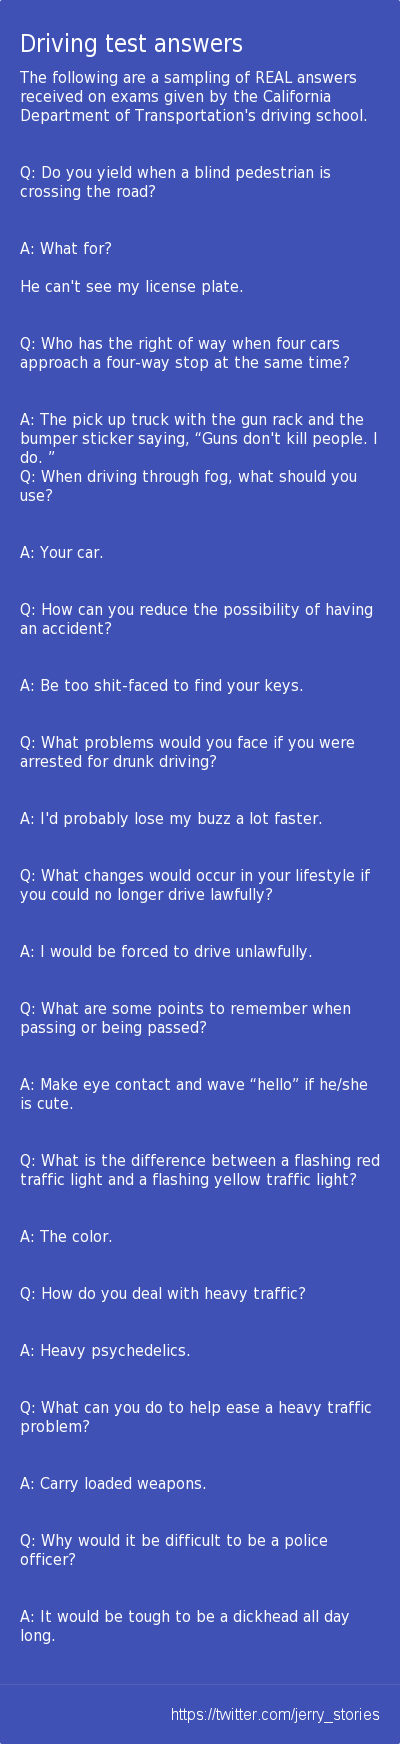 Driving test answers
The following are a sampling of REAL answers
received on exams given by the California
Department of Transportation's driving school.
Q: Do you yield when a blind pedestrian is
crossing the road?
A: What for?
He can't see my license plate.
Q: Who has the right of way when four cars
approach a four-way stop at the same time?
A: The pick up truck with the gun rack and the
bumper sticker saying, “Guns don't kill people. I
do. ”
Q: When driving through fog, what should you
use?
A: Your car.
Q: How can you reduce the possibility of having
an accident?
A: Be too shit-faced to find your keys.
Q: What problems would you face if you were
arrested for drunk driving?
A: I'd probably lose my buzz a lot faster.
Q: What changes would occur in your lifestyle if
you could no longer drive lawfully?
A: I would be forced to drive unlawfully.
Q: What are some points to remember when
passing or being passed?
A: Make eye contact and wave “hello” if he/she
is cute.
Q: What is the difference between a flashing red
traffic light and a flashing yellow traffic light?
A: The color.
Q: How do you deal with heavy traffic?
A: Heavy psychedelics.
Q: What can you do to help ease a heavy traffic
problem?
A: Carry loaded weapons.
Q: Why would it be difficult to be a police
officer?
A: It would be tough to be a dickhead all day
long.
https://twitter.com/jerry_stories